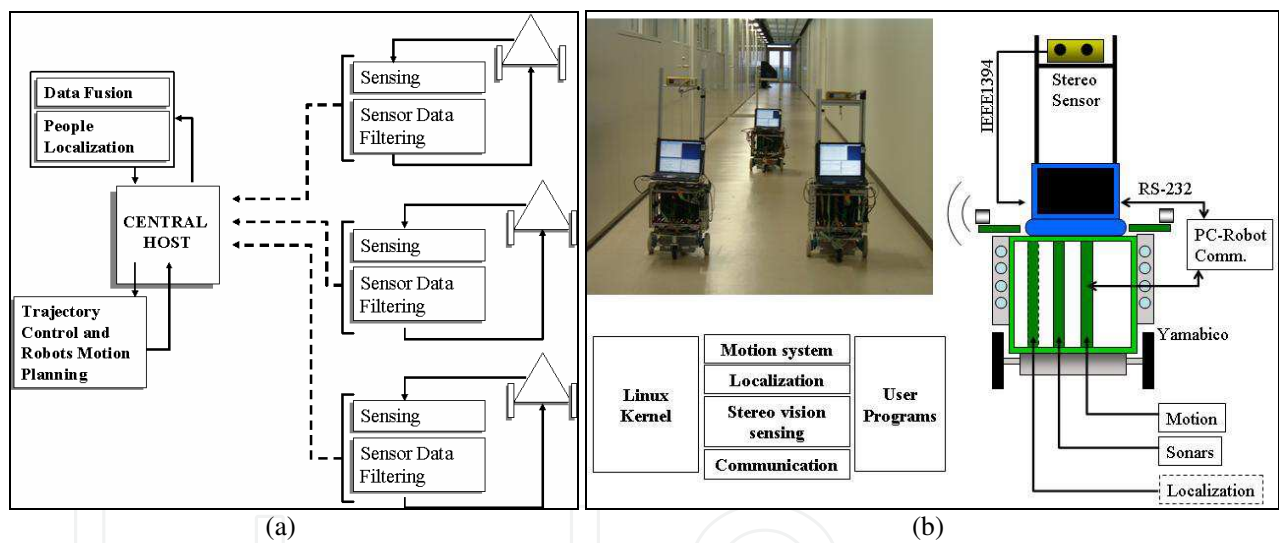 Data Fusion
People
Localization
CENTRAL
HOST
Trajectory
Control and
Robots Motion
Planning
Sensing
Sensor Data
Filtering
Sensing
Sensor Data
Filtering
Sensing
Sensor Data
Filtering
(a)
Linux
Kernel
Motion system
Localization
Stereo vision
sensing
Communication
User
Programs
IEEE1394
Stereo
Sensor
RS-232
PC-Robot
Comm.
Yamabico
Motion
Sonars
Localization
(b)